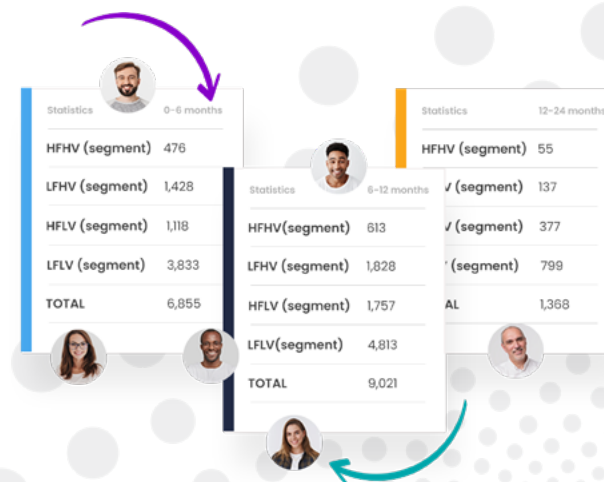 Statistics 0-6 months
HFHV (segment) 476
LFHV (segment) 1,428
HFLV (segment) 1,118
LFLV (segment) 3,833
TOTAL 6,855
Statistics 6-12 months
HFHV(segment) 613
LFHV (segment) 1,828
HFLV (segment) 1,757
LFLV(segment) 4,813
TOTAL 9,021
Statistics 12-24 months
HFHV (segment) 55
(segment) 137
(segment) 377
(segment) 799
1,368